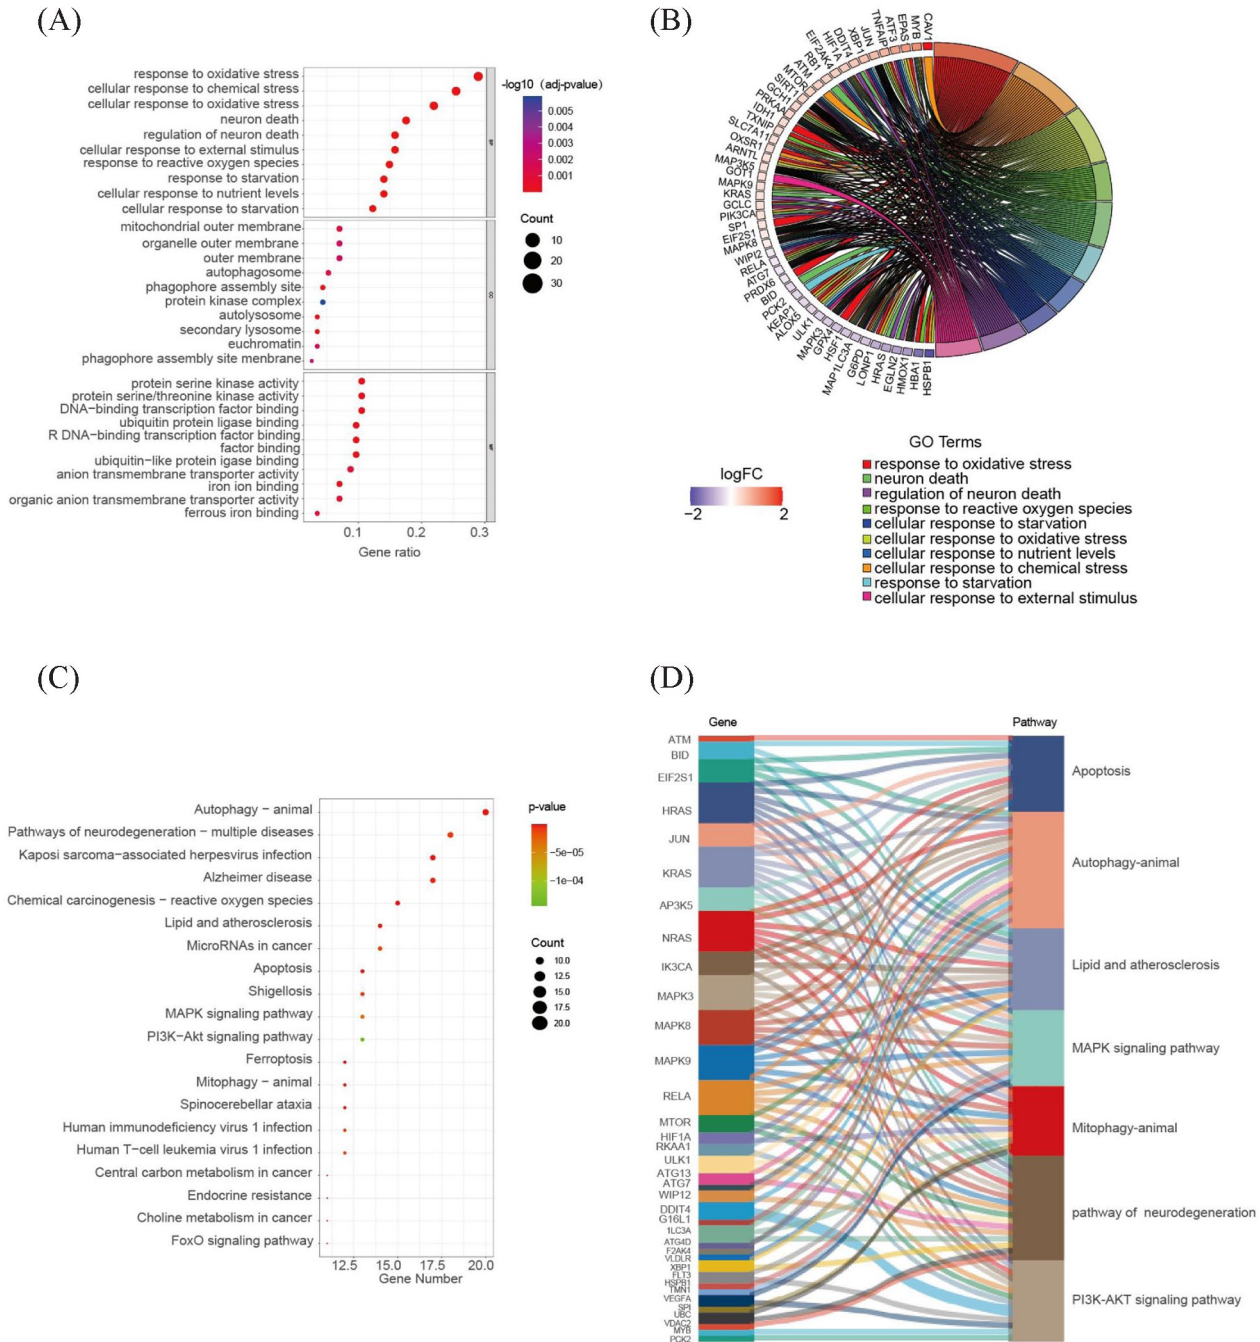 (A)
response to oxidative stress
cellular response to chemical stress
cellular response to oxidative stress
neuron death
regulation of neuron death
cellular response to external stimulus
response to reactive oxygen species
response to starvation
cellular response to nutrient levels
cellular response to starvation
mitochondrial outer membrane
organelle outer membrane
outer membrane
autophagosome
phagophore assembly site
protein kinase complex
autolysosome
secondary lysosome
euchromatin
phagophore assembly site menbrane
protein serine kinase activity
protein serine/threonine kinase activity
DNA−binding transcription factor binding
ubiquitin protein ligase binding
R DNA−binding transcription factor binding
factor binding
ubiquitin−like protein igase binding
anion transmembrane transporter activity
iron ion binding
organic anion transmembrane transporter activity
ferrous iron binding
0.1 0.2 0.3
Gene ratio
-log10 (adj-pvalue)
0.005
0.004
0.003
0.002
0.001
Count
10
20
30
(B)
CAV1
MYB
EPAS
ATF3
TNFAIP
JUN
XBP1
DDIT4
HIF1A
EIF2AK4
RB1
ATM
MTOR
SIRT1
GCH1
PRKAA
IDH1
TXNIP
SLC7A11
OXSR1
ARNTL
MAP3K5
GOT1
MAPK9
KRAS
GCLC
PIK3CA
SP1
EIF2S1
MAPK8
WIPI2
RELA
ATG7
PRDX6
BID
PCK2
KEAP1
ALOX5
ULK1
MAPK3
GPX4
HSF1
MAP1LC3A
G6PD
LONP1
HRAS
EGLN2
HMOX1
HBA1
HSPB1
logFC
−2 2
GO Terms
response to oxidative stress
neuron death
regulation of neuron death
response to reactive oxygen species
cellular response to starvation
cellular response to oxidative stress
cellular response to nutrient levels
cellular response to chemical stress
response to starvation
cellular response to external stimulus
(C)
Autophagy − animal
Pathways of neurodegeneration − multiple diseases
Kaposi sarcoma−associated herpesvirus infection
Alzheimer disease
Chemical carcinogenesis − reactive oxygen species
Lipid and atherosclerosis
MicroRNAs in cancer
Apoptosis
Shigellosis
MAPK signaling pathway
PI3K−Akt signaling pathway
Ferroptosis
Mitophagy − animal
Spinocerebellar ataxia
Human immunodeficiency virus 1 infection
Human T−cell leukemia virus 1 infection
Central carbon metabolism in cancer
Endocrine resistance
Choline metabolism in cancer
FoxO signaling pathway
12.5 15.0 17.5 20.0
Gene Number
p-value
−5e−05
−1e−04
Count
10.0
12.5
15.0
17.5
20.0
(D)
Gene
Pathway
ATM
BID
EIF2S1
HRAS
JUN
KRAS
AP3K5
NRAS
IK3CA
MAPK3
MAPK8
MAPK9
RELA
MTOR
HIF1A
RKAA1
ULK1
ATG13
ATG7
WIP12
DDIT4
G16L1
1LC3A
ATG4D
F2AK4
VLDLR
XBP1
FLT3
HSPB1
TMN1
VEGFA
SPI
UBC
VDAC2
MYB
PCK2
Apoptosis
Autophagy-animal
Lipid and atherosclerosis
MAPK signaling pathway
Mitophagy-animal
pathway of neurodegeneration
PI3K-AKT signaling pathway